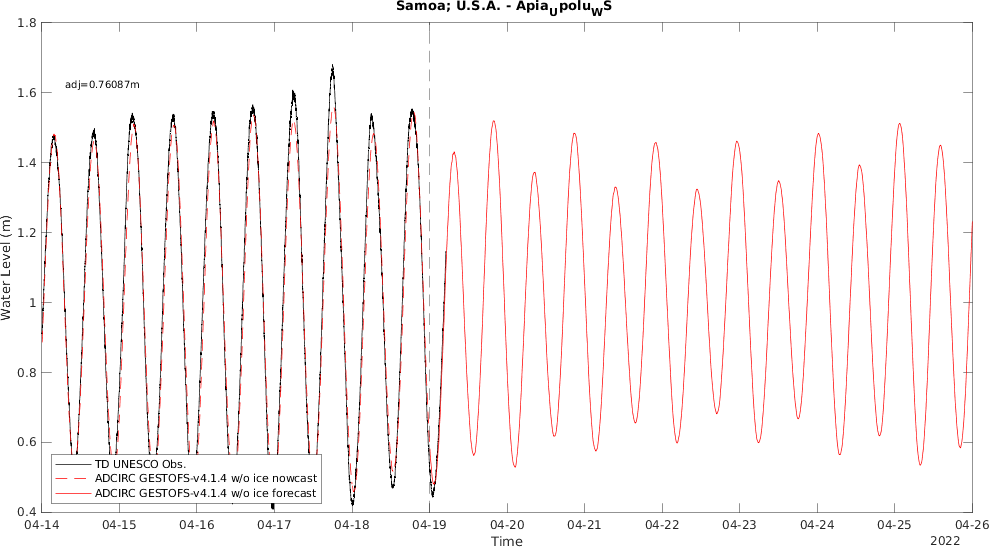 Samoa; U.S.A. - ApiaUpoluWS
1.8
1.6
1.4
1.2
1
0.8
0.6
0.4
Water Level (m)
adj=0.76087m
TD UNESCO Obs.
ADCIRC GESTOFS-v4.1.4 w/o ice nowcast
ADCIRC GESTOFS-v4.1.4 w/o ice forecast
04-14 04-15 04-16 04-17 04-18 04-19 04-20 04-21 04-22 04-23 04-24 04-25 04-26
Time
2022